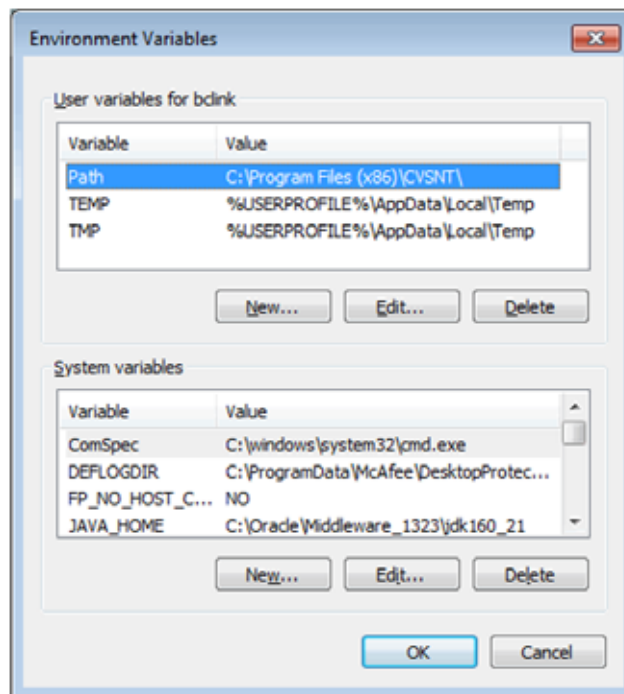 Environment Variables
User variables for bclink
Variable Value
Path C:\Program Files (x86)\CVSNT\
TEMP %USERPROFILE%\AppData\Local\Temp
TMP %USERPROFILE%\AppData\Local\Temp
New... Edit... Delete
System variables
Variable Value
ComSpec C:\windows\system32\cmd.exe
DEFLOGDIR C:\ProgramData\McAfee\DesktopProtec...
FP_NO_HOST_C... NO
JAVA_HOME C:\Oracle\Middleware_1323\jdk160_21
New... Edit... Delete
OK Cancel